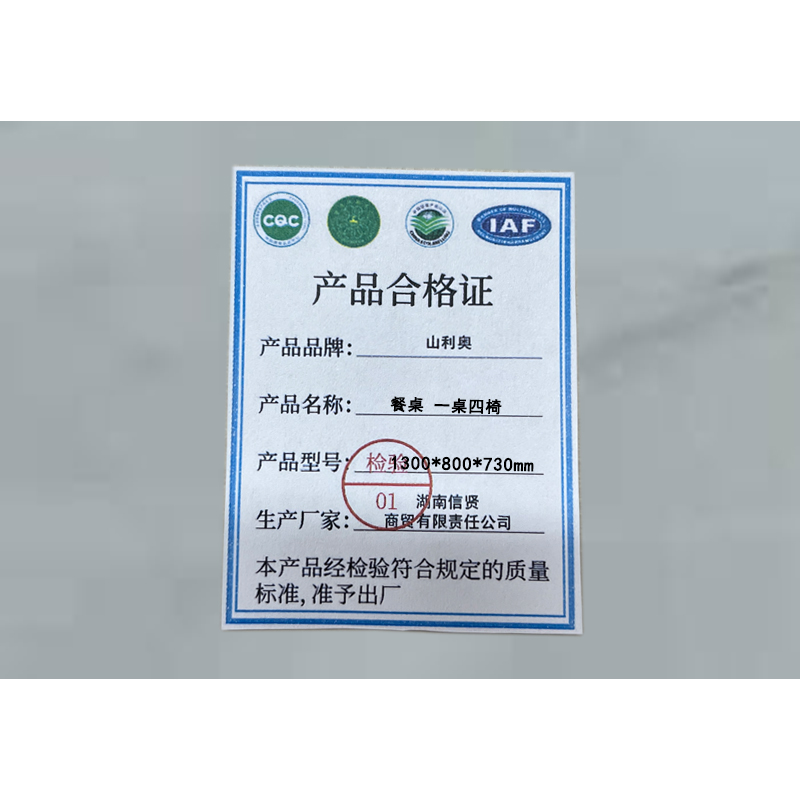 CQC
IAF
产品合格证
产品品牌: 山利奥
产品名称: 餐桌 一桌四椅
产品型号: 1300*800*730mm
检验
01
湖南信贤
生产厂家: 商贸有限责任公司
本产品经检验符合规定的质量
标准,准予出厂